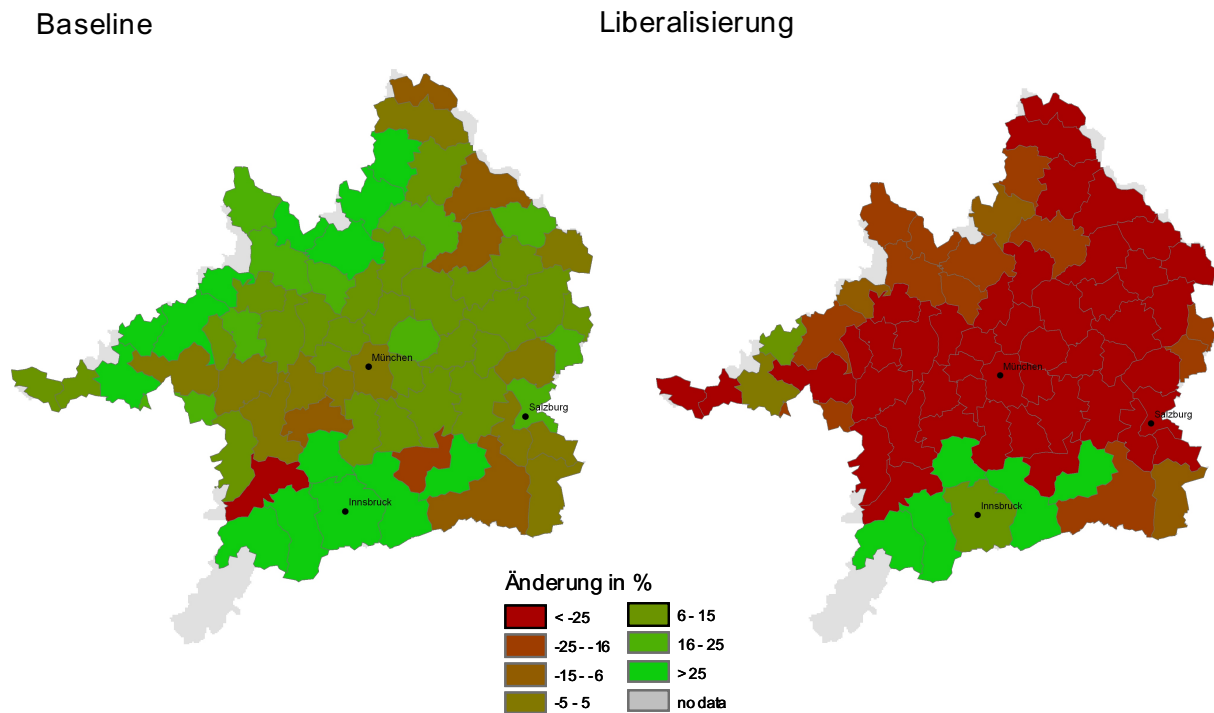 Baseline
Liberalisierung
München
Salzburg
Innsbruck
München
Salzburg
Innsbruck
Änderung in %
< -25
-25 - -16
-15 - -6
-5 - 5
6 - 15
16 - 25
> 25
no data